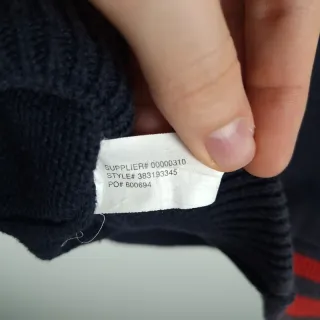 SUPPLIER# 00000310
STYLE# 383193345
PO# 600694